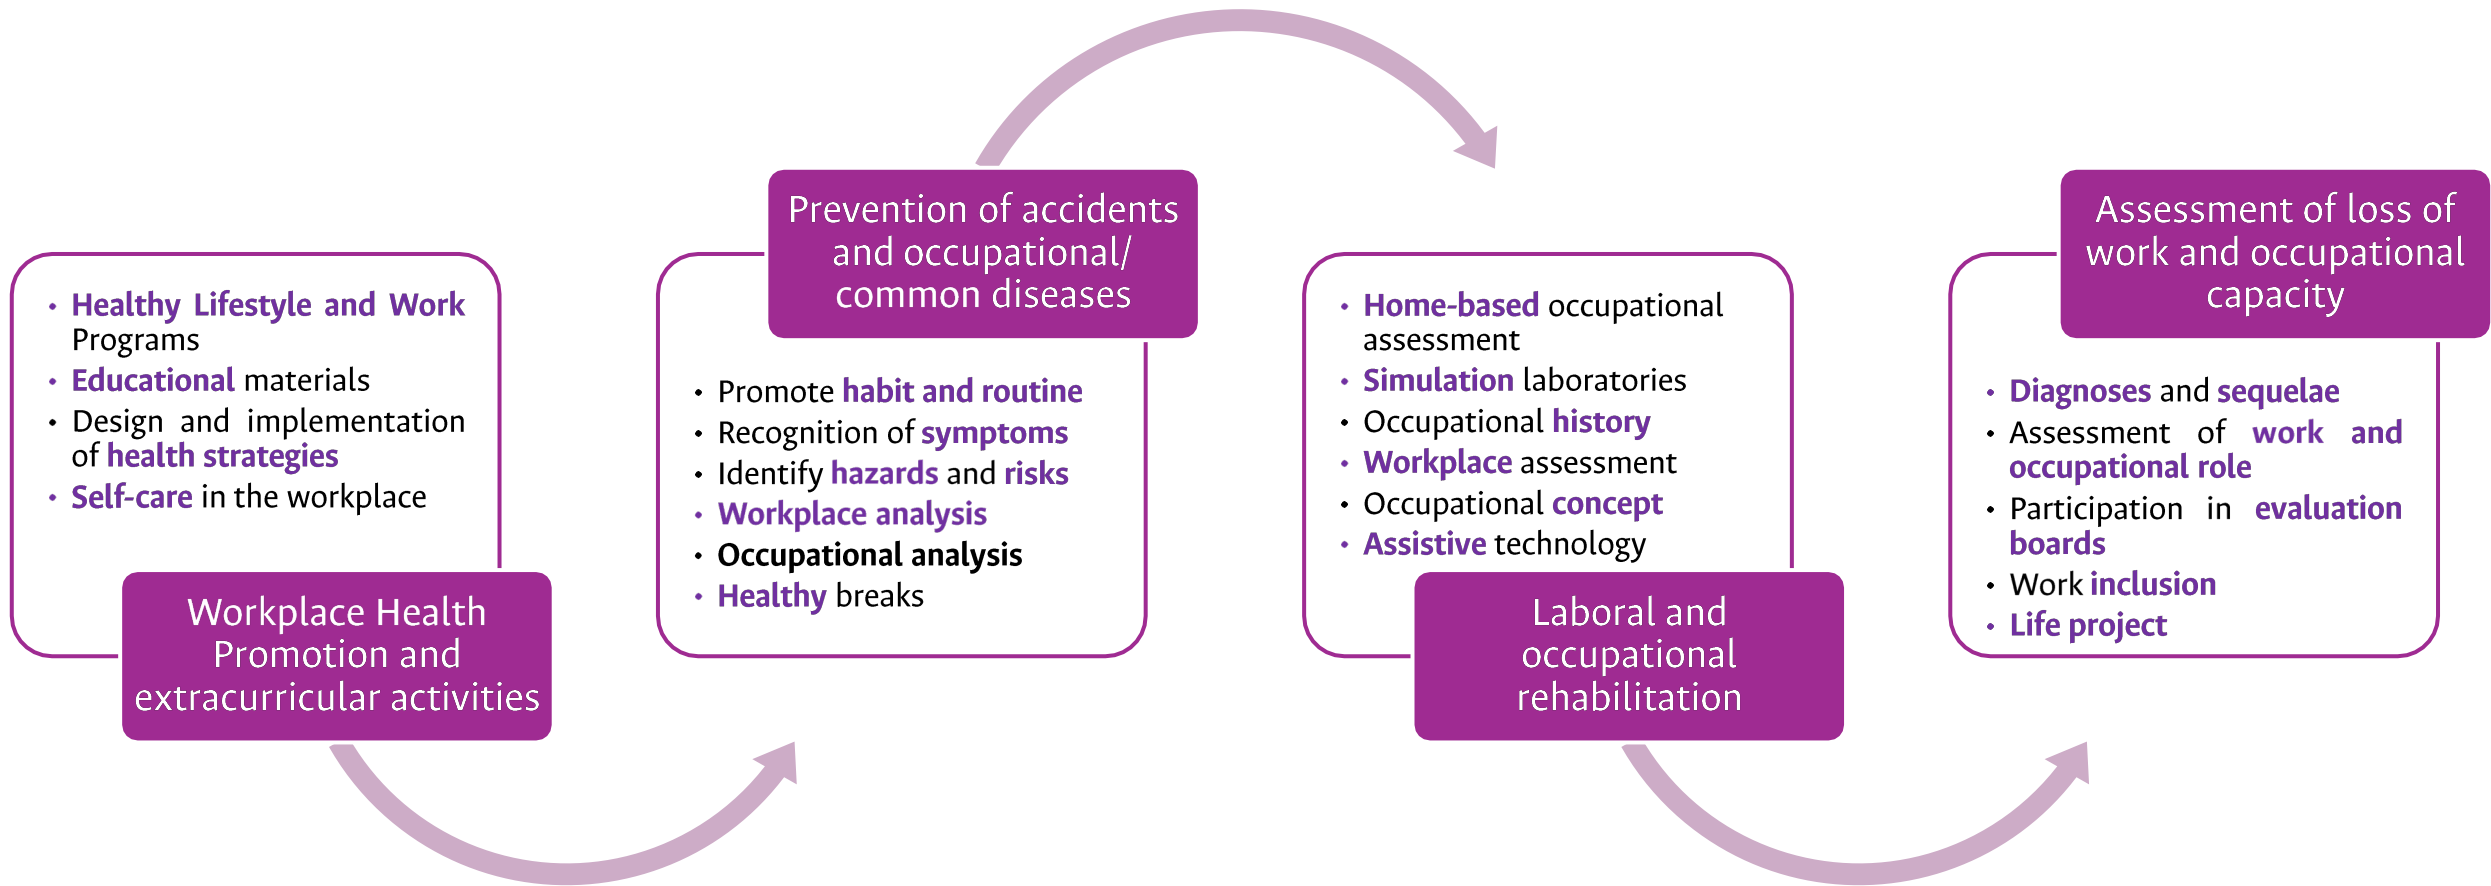 • Healthy Lifestyle and Work
Programs
• Educational materials
• Design and implementation
of health strategies
• Self-care in the workplace
Workplace Health
Promotion and
extracurricular activities
Prevention of accidents
and occupational/
common diseases
• Promote habit and routine
• Recognition of symptoms
• Identify hazards and risks
• Workplace analysis
• Occupational analysis
• Healthy breaks
• Home-based occupational
assessment
• Simulation laboratories
• Occupational history
• Workplace assessment
• Occupational concept
• Assistive technology
Laboral and
occupational
rehabilitation
Assessment of loss of
work and occupational
capacity
• Diagnoses and sequelae
• Assessment of work and
occupational role
• Participation in evaluation
boards
• Work inclusion
• Life project